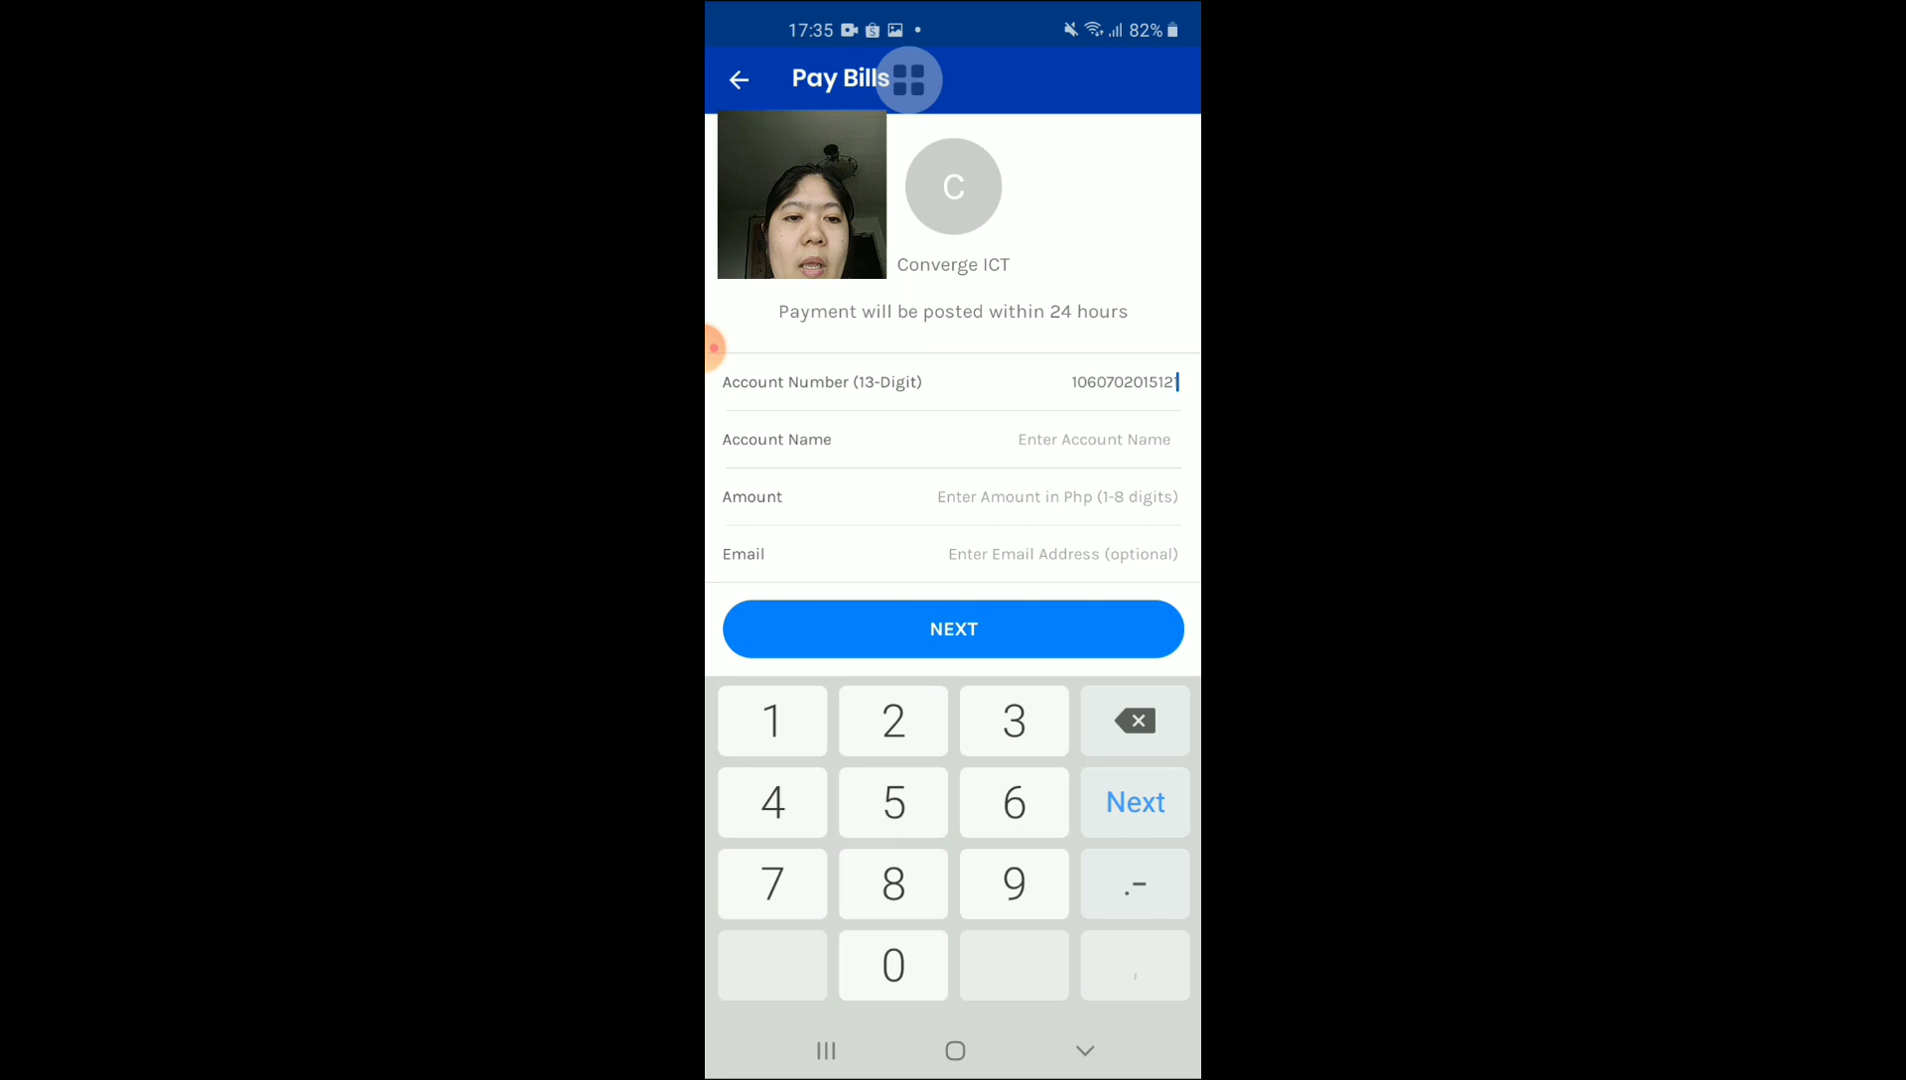 17:35 82%
Pay Bills
C
Converge ICT
Payment will be posted within 24 hours
Account Number (13-Digit)
Account Name Enter Account Name
Amount Enter Amount in Php (1-8 digits)
Email Enter Email Address (optional)
NEXT
1 2 3
4 5 6 Next
7 8 9 .-
0 ,